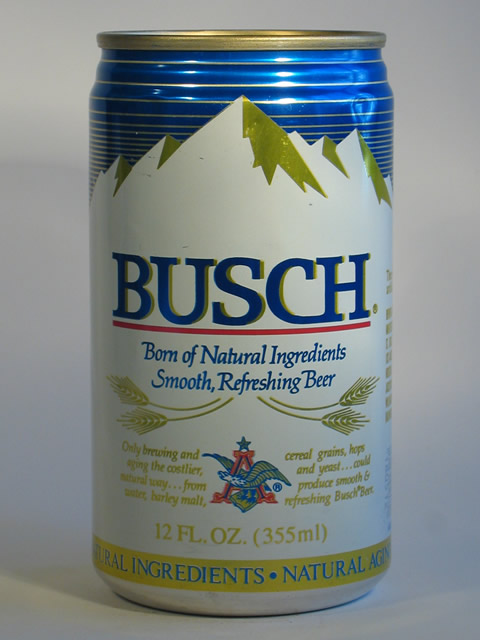 BUSCH®
Born of Natural Ingredients
Smooth, Refreshing Beer
Only brewing and
aging the costlier,
natural way...from
water, barley malt,
cereal grains, hops
and yeast...could
produce smooth &
refreshing Busch® Beer.
A
®
12 FL. OZ. (355ml)
URAL INGREDIENTS • NATURAL AGIN